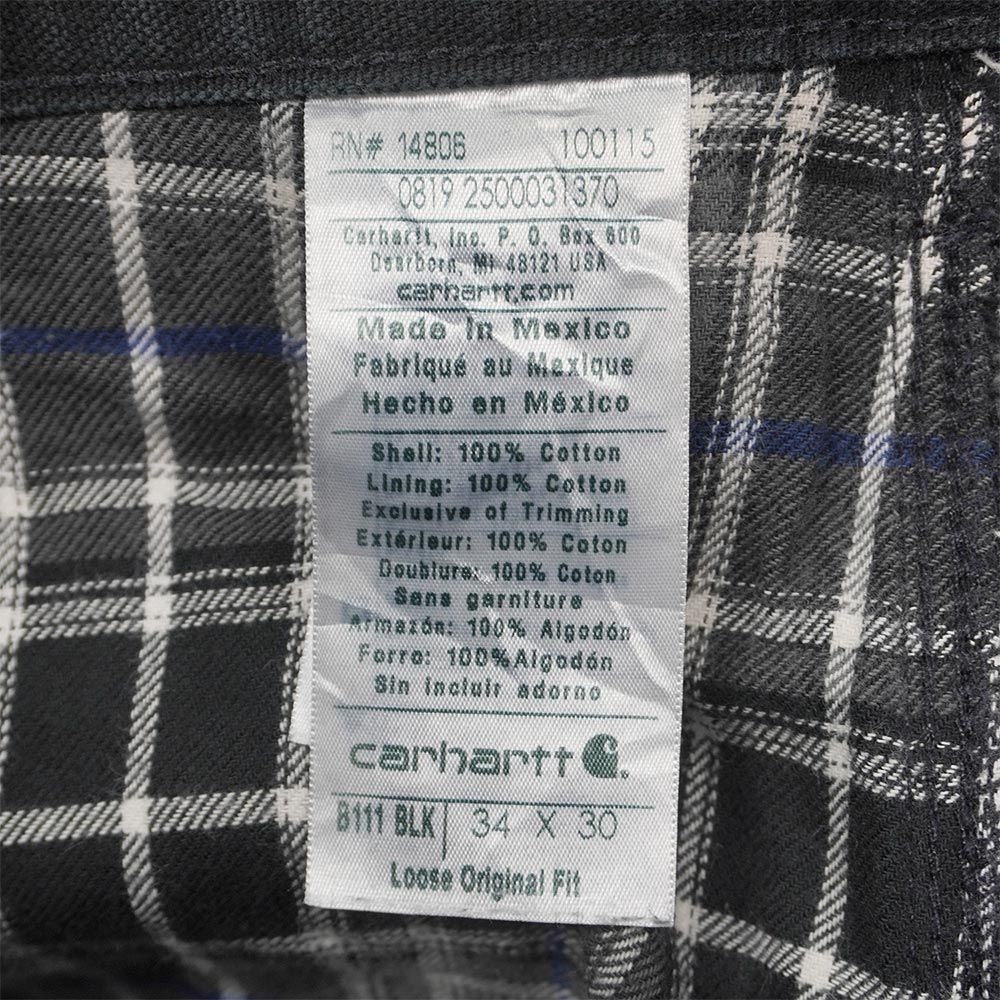 RN# 14806 100115
0819 2500031370
Carhartt, Inc. P. O. Box 600
Dearborn, MI 48121 USA
carhartt.com
Made in Mexico
Fabriqué au Mexique
Hecho en México
Shell: 100% Cotton
Lining: 100% Cotton
Exclusive of Trimming
Extérieur: 100% Coton
Doublure: 100% Coton
Sans garniture
Armazón: 100% Algodón
Forro: 100%Algodón
Sin incluir adorno
carhartt
B111 BLK 34 X 30
Loose Original Fit